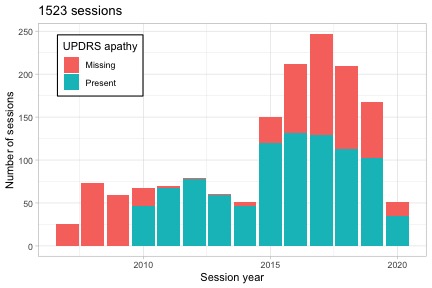 1523 sessions
UPDRS apathy
Missing
Present
Number of sessions
250
200
150
100
50
0
2010
2015
2020
Session year